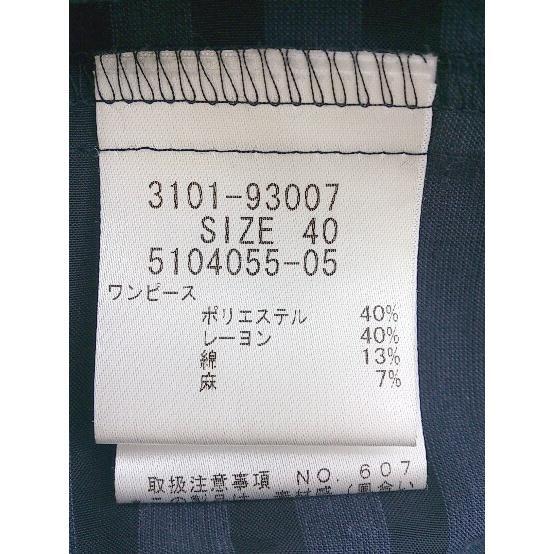 3101-93007
SIZE 40
5104055-05
ワンピース
ポリエステル 40%
レーヨン 40%
綿 13%
麻 7%
取扱注意事項 NO. 607